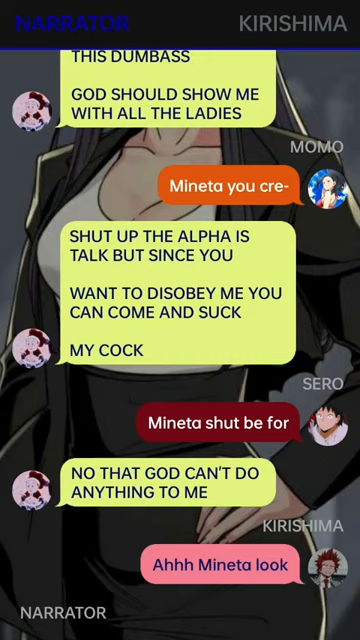 NARRATOR
KIRISHIMA
THIS DUMBASS
GOD SHOULD SHOW ME
WITH ALL THE LADIES
MOMO
Mineta you cre-
SHUT UP THE ALPHA IS
TALK BUT SINCE YOU
WANT TO DISOBEY ME YOU
CAN COME AND SUCK
MY COCK
SERO
Mineta shut be for
NO THAT GOD CAN'T DO
ANYTHING TO ME
KIRISHIMA
Ahhh Mineta look
NARRATOR